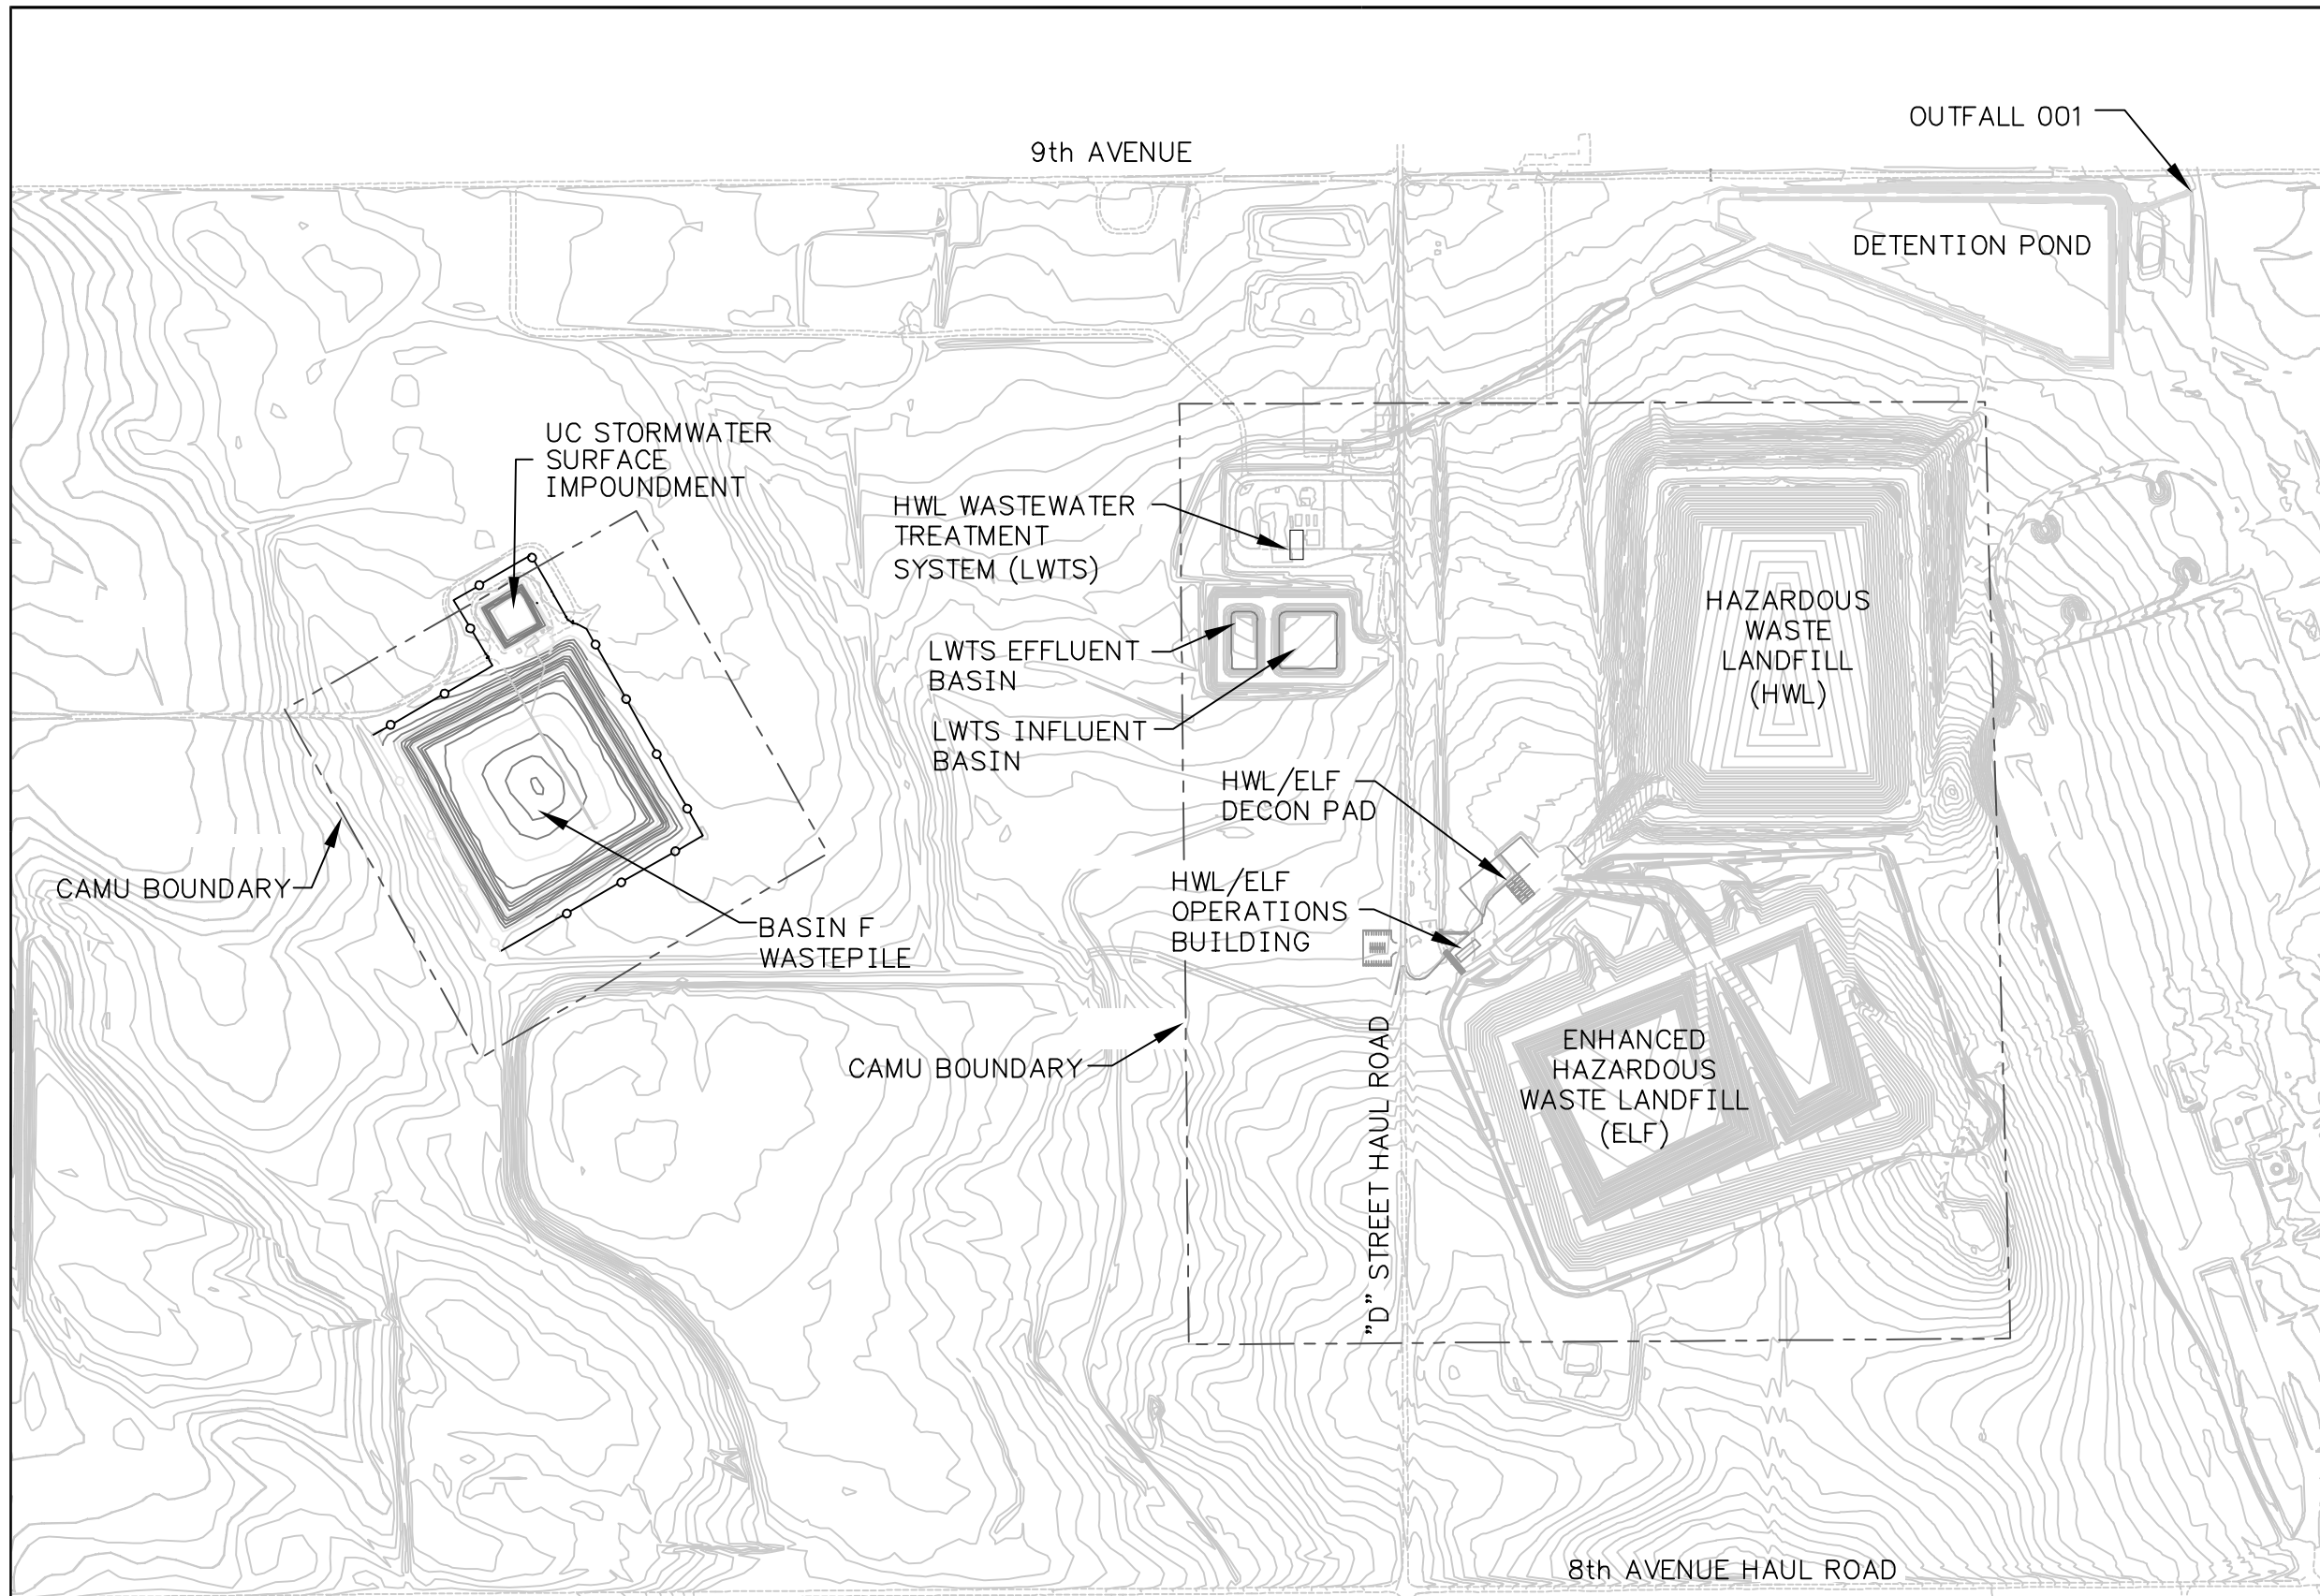 OUTFALL 001
9th AVENUE
DETENTION POND
UC STORMWATER
SURFACE
IMPOUNDMENT
HWL WASTEWATER
TREATMENT
SYSTEM (LWTS)
HAZARDOUS
WASTE
LANDFILL
(HWL)
LWTS EFFLUENT
BASIN
LWTS INFLUENT
BASIN
HWL/ELF
DECON PAD
CAMU BOUNDARY
HWL/ELF
OPERATIONS
BUILDING
BASIN F
WASTEPILE
CAMU BOUNDARY
"D" STREET HAUL ROAD
ENHANCED
HAZARDOUS
WASTE LANDFILL
(ELF)
8th AVENUE HAUL ROAD